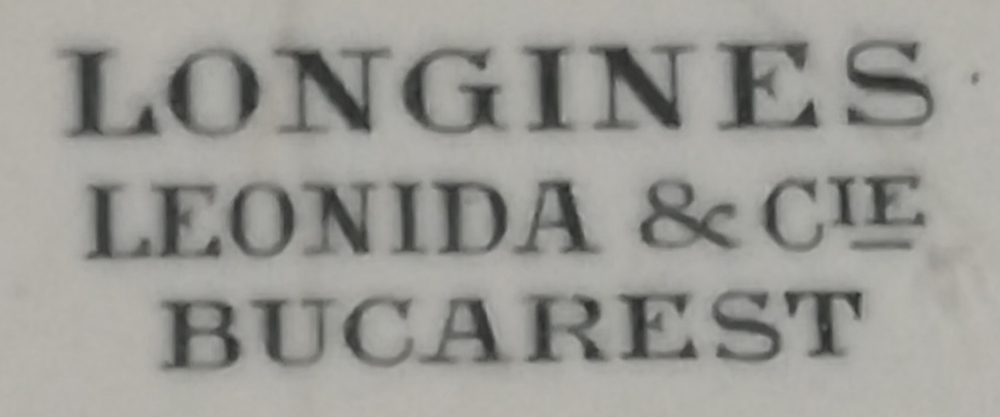 LONGINES
LEONIDA & CIE
BUCAREST